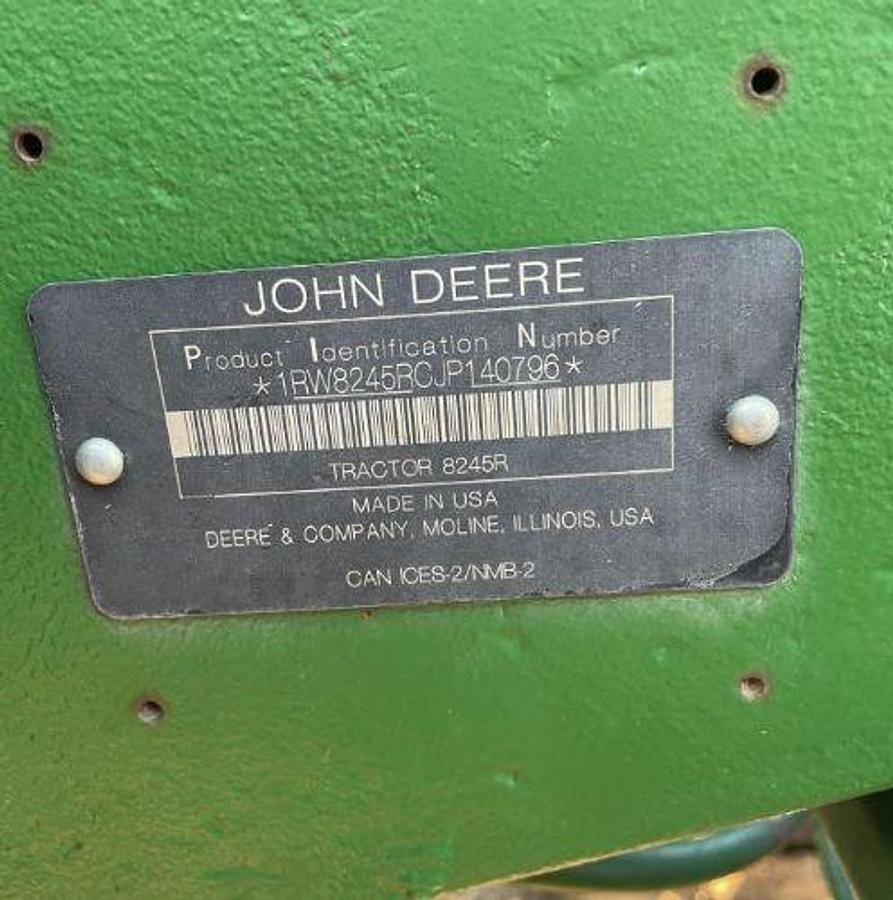 JOHN DEERE
Product Identification Number
*1RW8245RCJP140796*
TRACTOR 8245R
MADE IN USA
DEERE & COMPANY, MOLINE, ILLINOIS, USA
CAN ICES-2/NMB-2